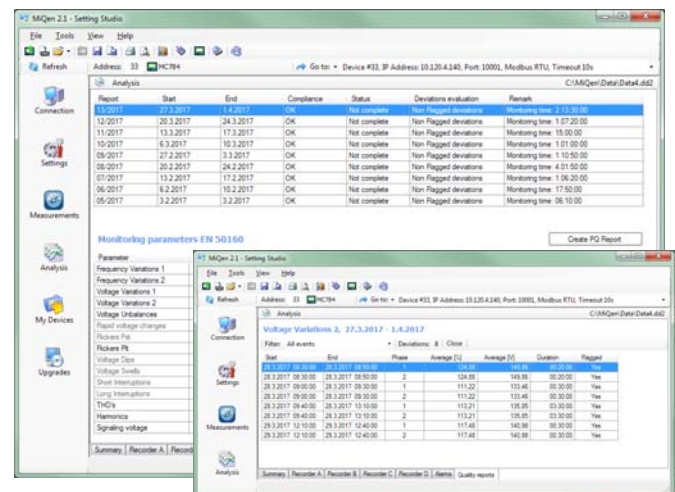 MiQen 2.1 - Setting Studio
File Tools View Help
Refresh Address: 33 MC784 Go to: Device #33, IP Address: 10.120.4.140, Port: 10001, Modbus RTU, Timeout 10s
Analysis C:\MiQen\Data\Data4.dd2
Report Start End Compliance Status Deviations evaluation Remark
13/2017 27.3.2017 1.4.2017 OK Not complete Non Flagged deviations Monitoring time: 2.13:30:00
12/2017 20.3.2017 24.3.2017 OK Not complete Non Flagged deviations Monitoring time: 1.07:20:00
11/2017 13.3.2017 17.3.2017 OK Not complete Non Flagged deviations Monitoring time: 15:00:00
10/2017 6.3.2017 10.3.2017 OK Not complete Non Flagged deviations Monitoring time: 1.01:00:00
09/2017 27.2.2017 3.3.2017 OK Not complete Non Flagged deviations Monitoring time: 1.10:50:00
08/2017 20.2.2017 24.2.2017 OK Not complete Non Flagged deviations Monitoring time: 4.01:50:00
07/2017 13.2.2017 17.2.2017 OK Not complete Non Flagged deviations Monitoring time: 1.06:20:00
06/2017 6.2.2017 10.2.2017 OK Not complete Non Flagged deviations Monitoring time: 17:50:00
05/2017 3.2.2017 3.2.2017 OK Not complete Non Flagged deviations Monitoring time: 06:10:00
Connection
Settings
Measurements
Analysis
My Devices
Upgrades
Monitoring parameters EN 50160 Create PQ Report
Parameter
Frequency Variations 1
Frequency Variations 2
Voltage Variations 1
Voltage Variations 2
Voltage Unbalances
Rapid voltage changes
Flickers Pst
Flickers Plt
Voltage Dips
Voltage Swells
Short Interruptions
Long Interruptions
THD's
Harmonics
Signaling voltage
Summary Recorder A Record
MiQen 2.1 - Setting Studio
File Tools View Help
Refresh Address: 33 MC784 Go to: Device #33, IP Address: 10.120.4.140, Port: 10001, Modbus RTU, Timeout 10s
Analysis C:\MiQen\Data\Data4.dd2
Voltage Variations 2, 27.3.2017 - 1.4.2017
Filter: All events Deviations: 8 Close
Start End Phase Average [%] Average [V] Duration Flagged
28.3.2017 08:30:00 28.3.2017 08:50:00 1 124,88 149,86 00:20:00 Yes
28.3.2017 08:30:00 28.3.2017 08:50:00 2 124,88 149,86 00:20:00 Yes
28.3.2017 09:00:00 28.3.2017 09:30:00 1 111,22 133,46 00:30:00 Yes
28.3.2017 09:00:00 28.3.2017 09:30:00 2 111,22 133,46 00:30:00 Yes
28.3.2017 09:40:00 28.3.2017 13:10:00 1 113,21 135,85 03:30:00 Yes
28.3.2017 09:40:00 28.3.2017 13:10:00 2 113,21 135,85 03:30:00 Yes
29.3.2017 12:10:00 29.3.2017 12:40:00 1 117,48 140,98 00:30:00 Yes
29.3.2017 12:10:00 29.3.2017 12:40:00 2 117,48 140,98 00:30:00 Yes
Connection
Settings
Measurements
Analysis
Summary Recorder A Recorder B Recorder C Recorder D Alarms Quality reports